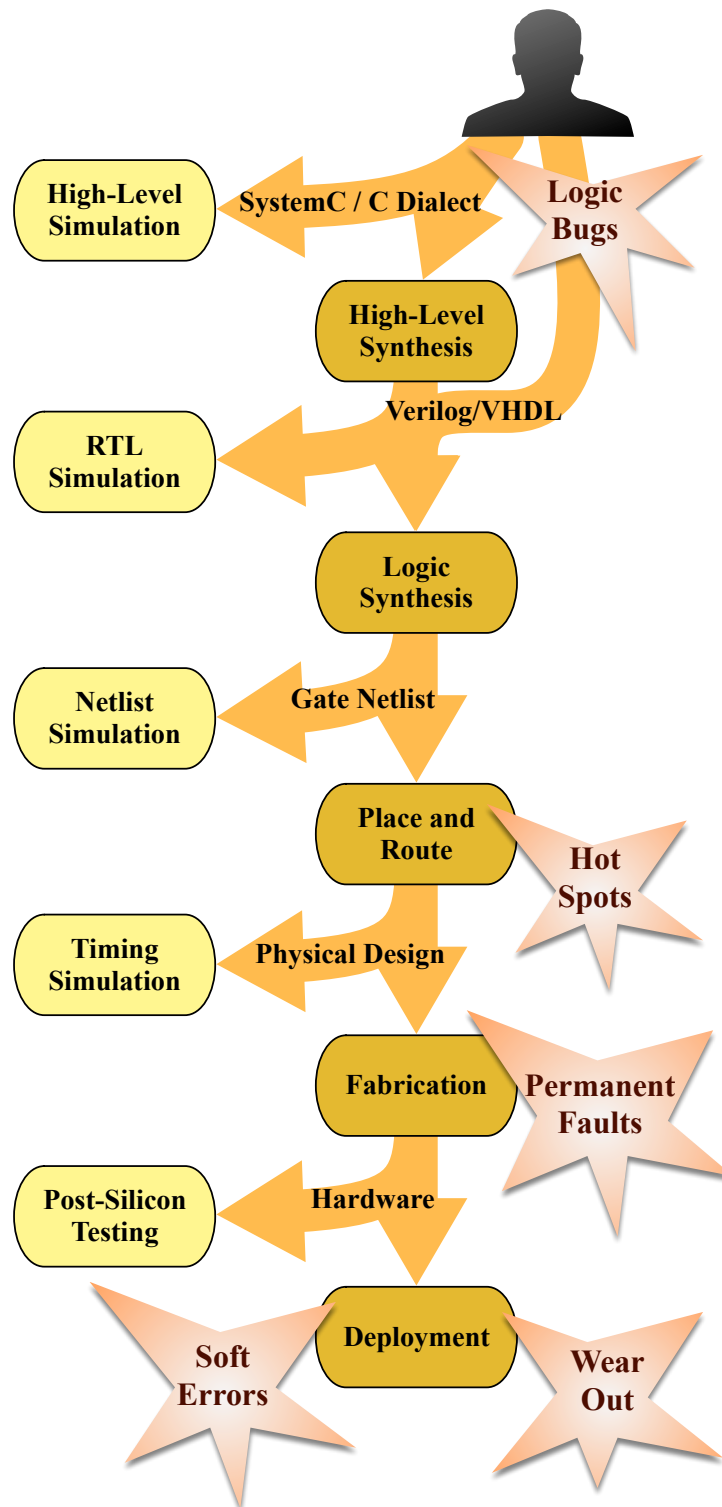 Logic
Bugs
High-Level
Simulation
SystemC / C Dialect
High-Level
Synthesis
Verilog/VHDL
RTL
Simulation
Logic
Synthesis
Netlist
Simulation
Gate Netlist
Place and
Route
Hot
Spots
Timing
Simulation
Physical Design
Fabrication
Permanent
Faults
Post-Silicon
Testing
Hardware
Soft
Errors
Deployment
Wear
Out